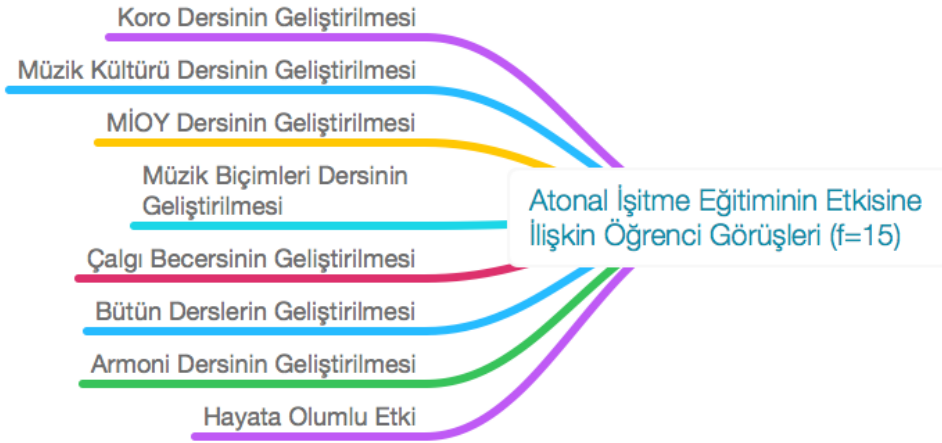 Koro Dersinin Geliştirilmesi
Müzik Kültürü Dersinin Geliştirilmesi
MİOY Dersinin Geliştirilmesi
Müzik Biçimleri Dersinin
Geliştirilmesi
Çalgı Becersinin Geliştirilmesi
Bütün Derslerin Geliştirilmesi
Armoni Dersinin Geliştirilmesi
Hayata Olumlu Etki
Atonal İşitme Eğitiminin Etkisine
İlişkin Öğrenci Görüşleri (f=15)